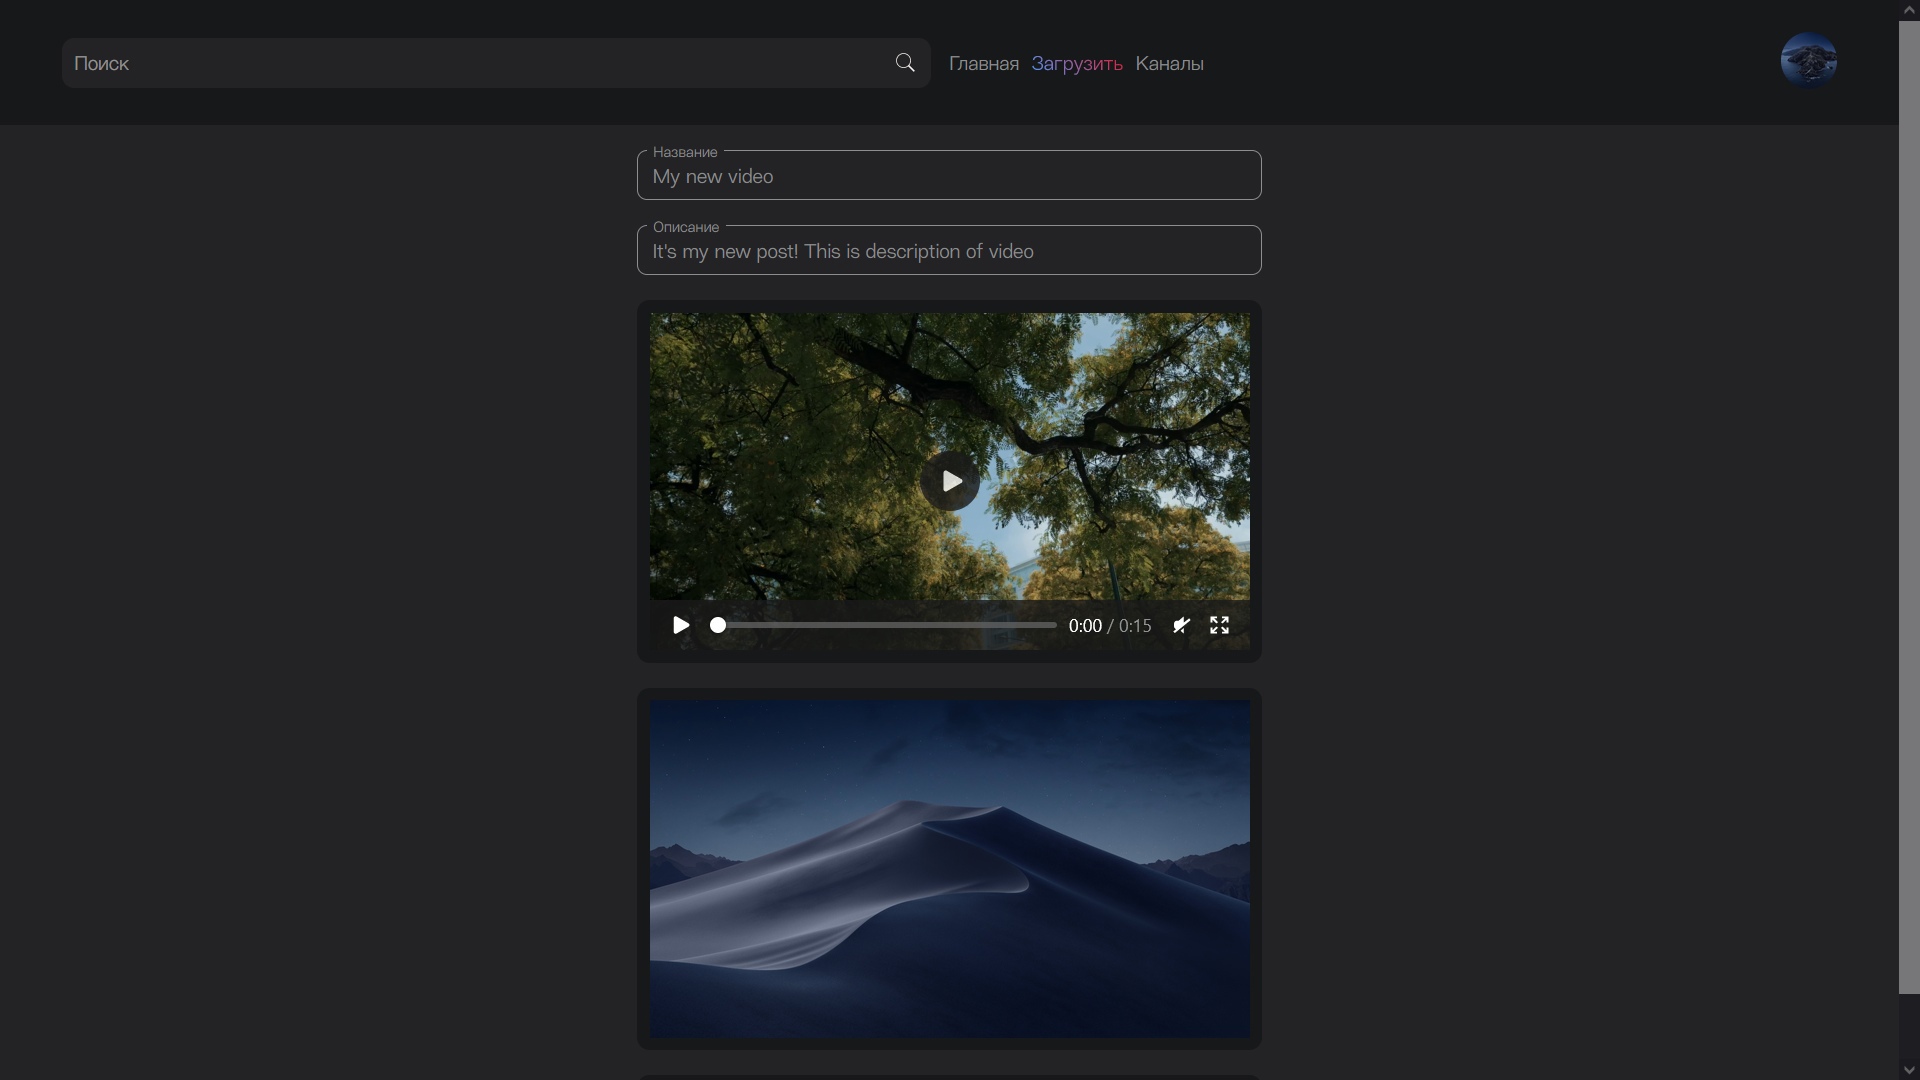 Поиск
Главная Загрузить Каналы
Название
My new video
Описание
It's my new post! This is description of video
0:00 / 0:15